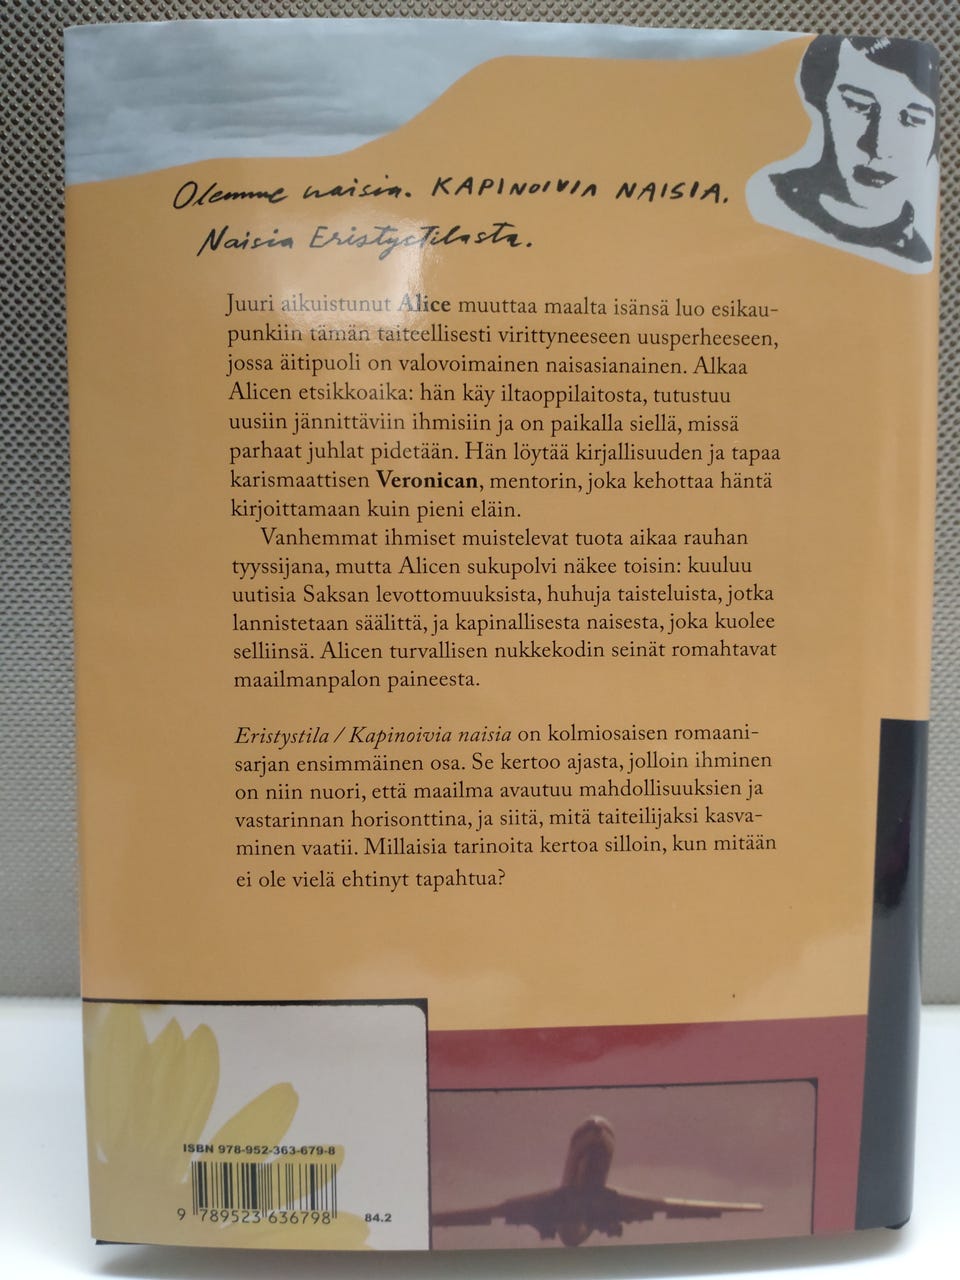 Olemme naisia. KAPINOIVIA NAISIA.
Naisia Eristystilasta.
Juuri aikuistunut Alice muuttaa maalta isänsä luo esikau-
punkiin tämän taiteellisesti virittyneeseen uusperheeseen,
jossa äitipuoli on valovoimainen naisasianainen. Alkaa
Alicen etsikkoaika: hän käy iltaoppilaitosta, tutustuu
uusiin jännittäviin ihmisiin ja on paikalla siellä, missä
parhaat juhlat pidetään. Hän löytää kirjallisuuden ja tapaa
karismaattisen Veronican, mentorin, joka kehottaa häntä
kirjoittamaan kuin pieni eläin.
Vanhemmat ihmiset muistelevat tuota aikaa rauhan
tyyssijana, mutta Alicen sukupolvi näkee toisin: kuuluu
uutisia Saksan levottomuuksista, huhuja taisteluista, jotka
lannistetaan säälittä, ja kapinallisesta naisesta, joka kuolee
selliinsä. Alicen turvallisen nukkekodin seinät romahtavat
maailmanpalon paineesta.
Eristystila / Kapinoivia naisia on kolmiosaisen romaani-
sarjan ensimmäinen osa. Se kertoo ajasta, jolloin ihminen
on niin nuori, että maailma avautuu mahdollisuuksien ja
vastarinnan horisonttina, ja siitä, mitä taiteilijaksi kasva-
minen vaatii. Millaisia tarinoita kertoa silloin, kun mitään
ei ole vielä ehtinyt tapahtua?
ISBN 978-952-363-679-8
9 789523 636798
84.2